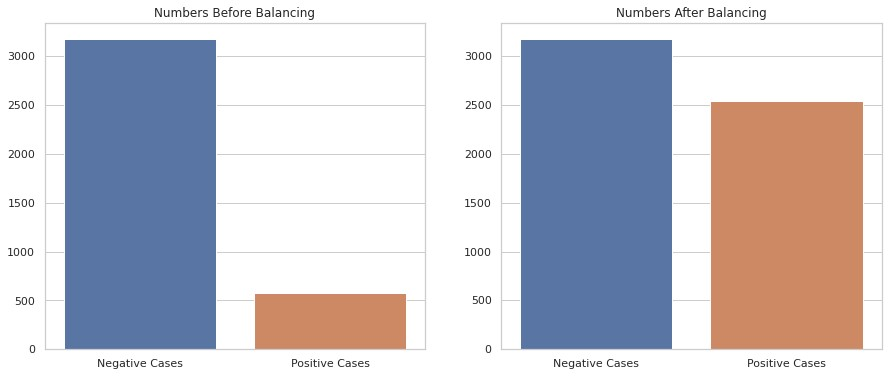 Numbers Before Balancing
3000
2500
2000
1500
1000
500
0
Negative Cases
Positive Cases
Numbers After Balancing
3000
2500
2000
1500
1000
500
0
Negative Cases
Positive Cases